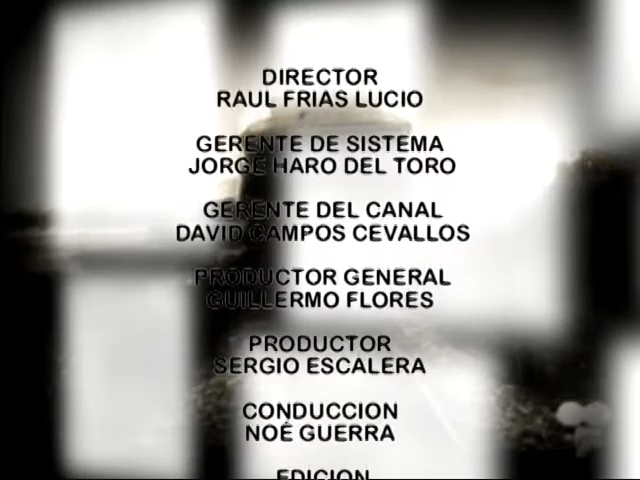 DIRECTOR
RAUL FRIAS LUCIO
GERENTE DE SISTEMA
JORGE HARO DEL TORO
GERENTE DEL CANAL
DAVID CAMPOS CEVALLOS
PRODUCTOR GENERAL
GUILLERMO FLORES
PRODUCTOR
SERGIO ESCALERA
CONDUCCION
NOÉ GUERRA
EDICION